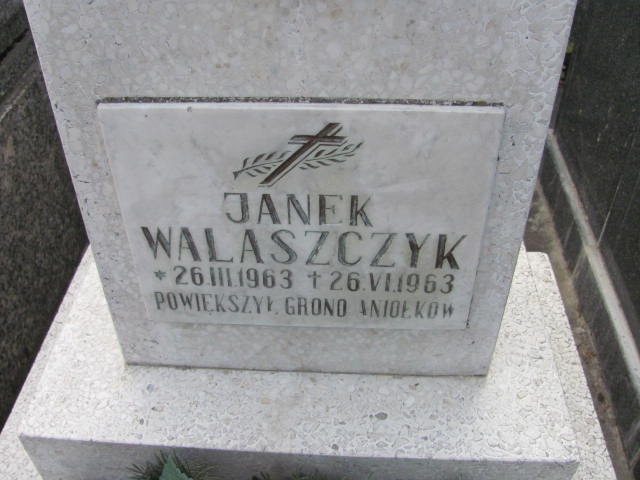 JANEK
WALASZCZYK
* 26.III.1963 † 26.VI.1963
POWIĘKSZYŁ GRONO ANIOŁKÓW